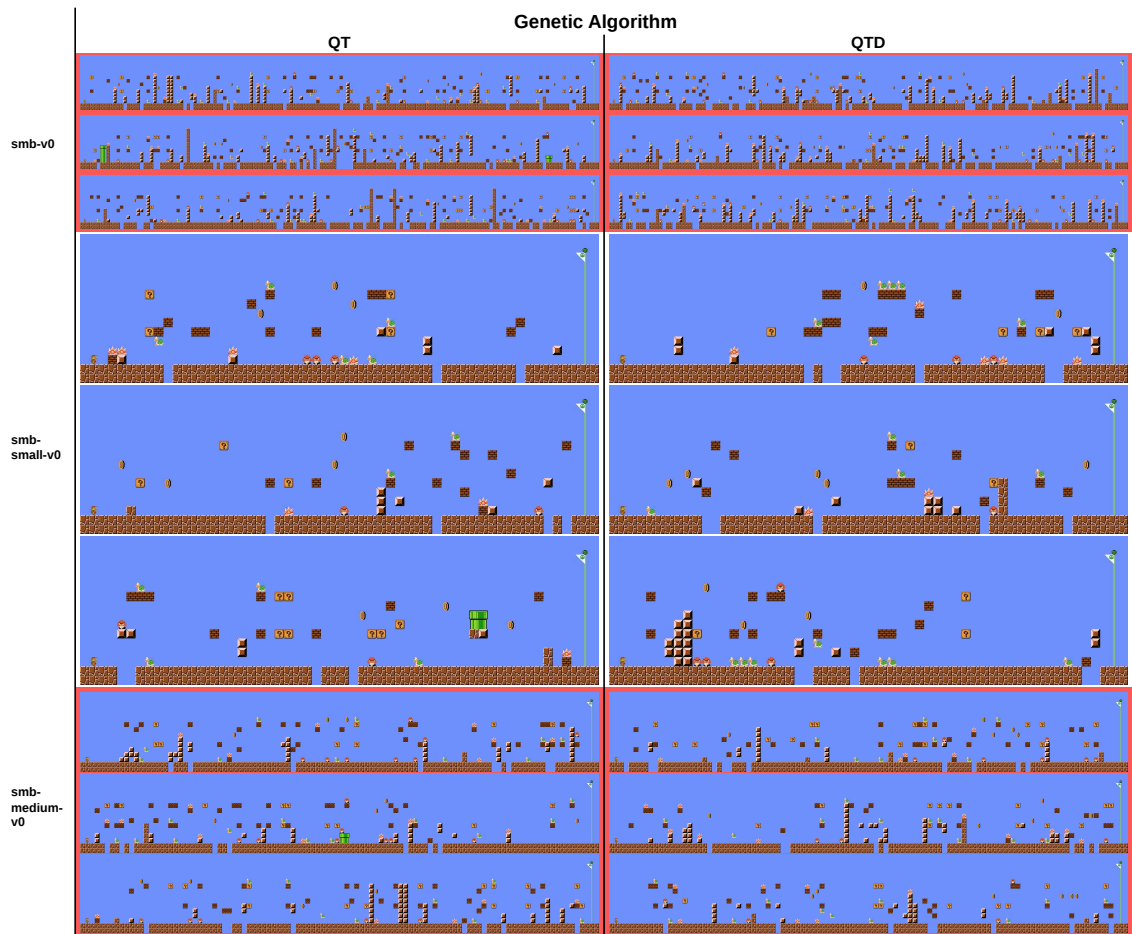 Genetic Algorithm
QT
QTD
smb-v0
smb-
small-v0
smb-
medium-
v0